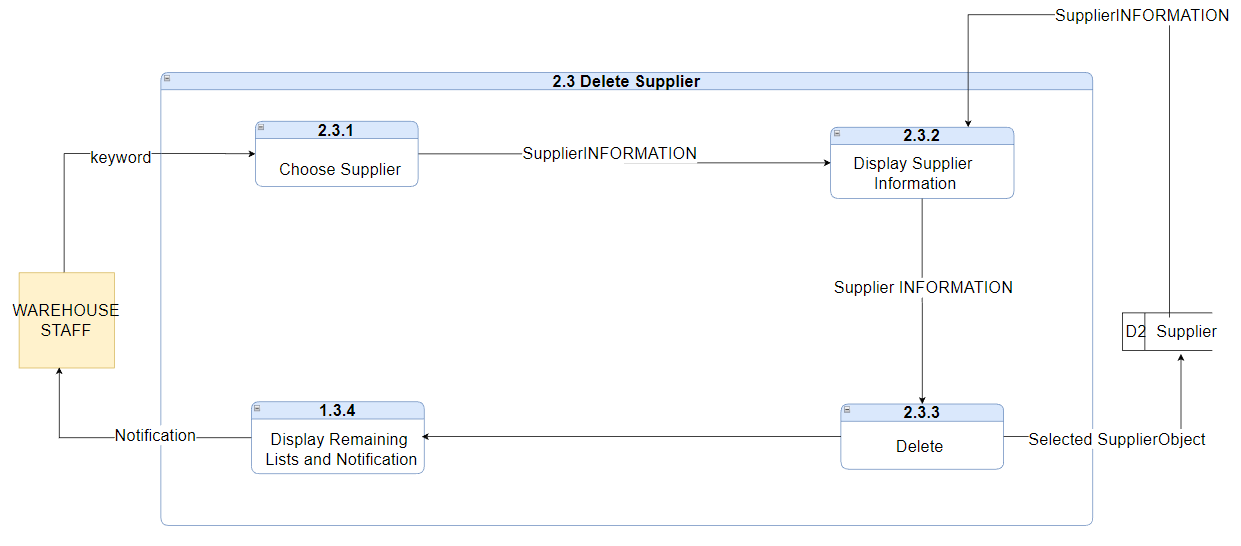 SupplierINFORMATION
2.3 Delete Supplier
2.3.1
Choose Supplier
keyword
SupplierINFORMATION
2.3.2
Display Supplier
Information
Supplier INFORMATION
WAREHOUSE
STAFF
D2 Supplier
1.3.4
Display Remaining
Lists and Notification
Notification
2.3.3
Delete
Selected SupplierObject